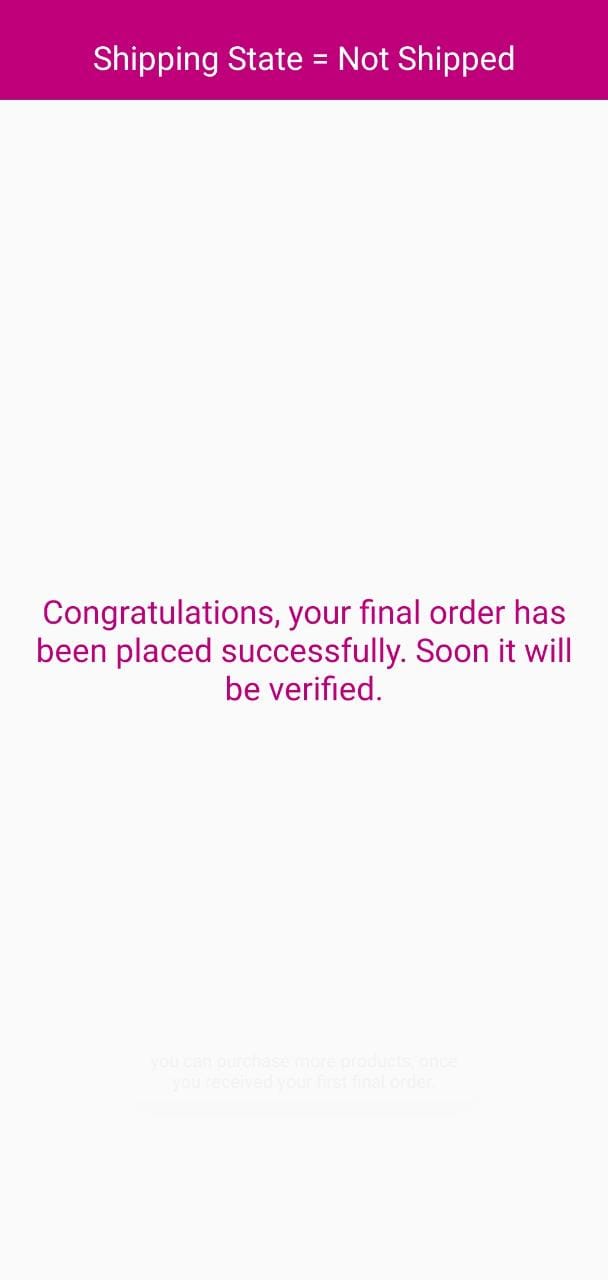 Shipping State = Not Shipped
Congratulations, your final order has
been placed successfully. Soon it will
be verified.
you can purchase more products, once
you received your first final order.